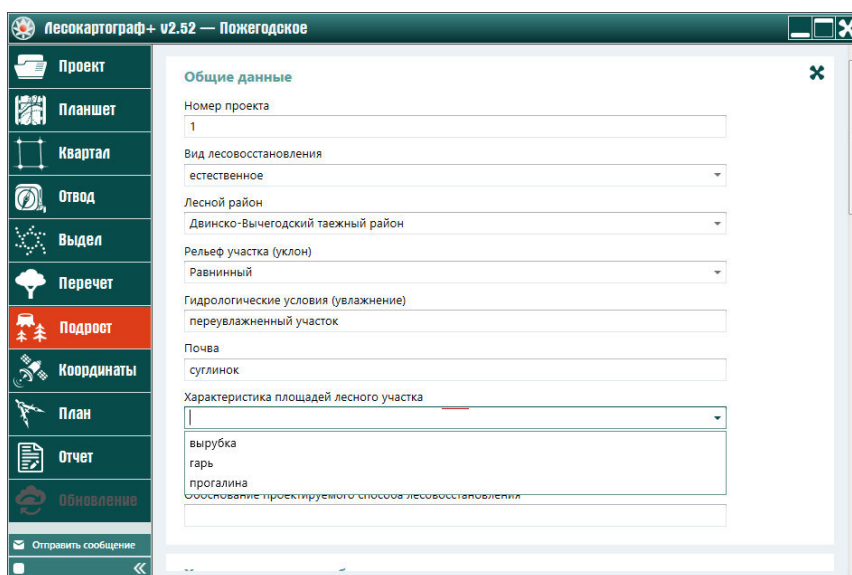 Лесокартограф+ v2.52 — Пожегодское
Проект
Планшет
Квартал
Отвод
Выдел
Перечет
Подрост
Координаты
План
Отчет
Обновление
Отправить сообщение
Общие данные
Номер проекта
1
Вид лесовосстановления
естественное
Лесной район
Двинско-Вычегодский таежный район
Рельеф участка (уклон)
Равнинный
Гидрологические условия (увлажнение)
переувлажненный участок
Почва
суглинок
Характеристика площадей лесного участка
вырубка
гарь
прогалина
Обоснование проектируемого способа лесовосстановления